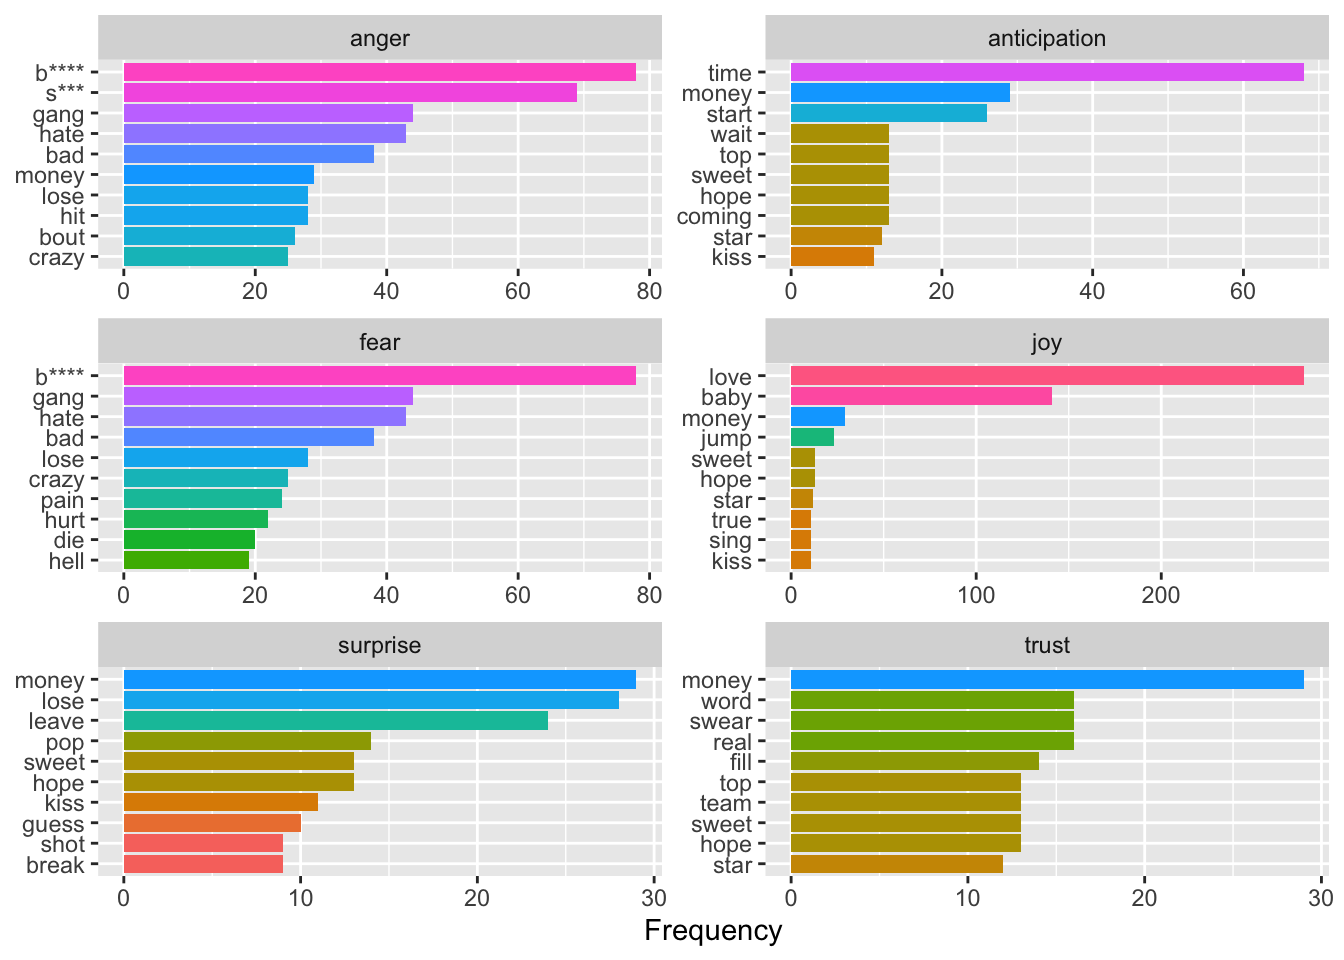 anger
b****
s***
gang
hate
bad
money
lose
hit
bout
crazy
0 20 40 60 80
anticipation
time
money
start
wait
top
sweet
hope
coming
star
kiss
0 20 40 60
fear
b****
gang
hate
bad
lose
crazy
pain
hurt
die
hell
0 20 40 60 80
joy
love
baby
money
jump
sweet
hope
star
true
sing
kiss
0 100 200
surprise
money
lose
leave
pop
sweet
hope
kiss
guess
shot
break
0 10 20 30
trust
money
word
swear
real
fill
top
team
sweet
hope
star
0 10 20 30
Frequency